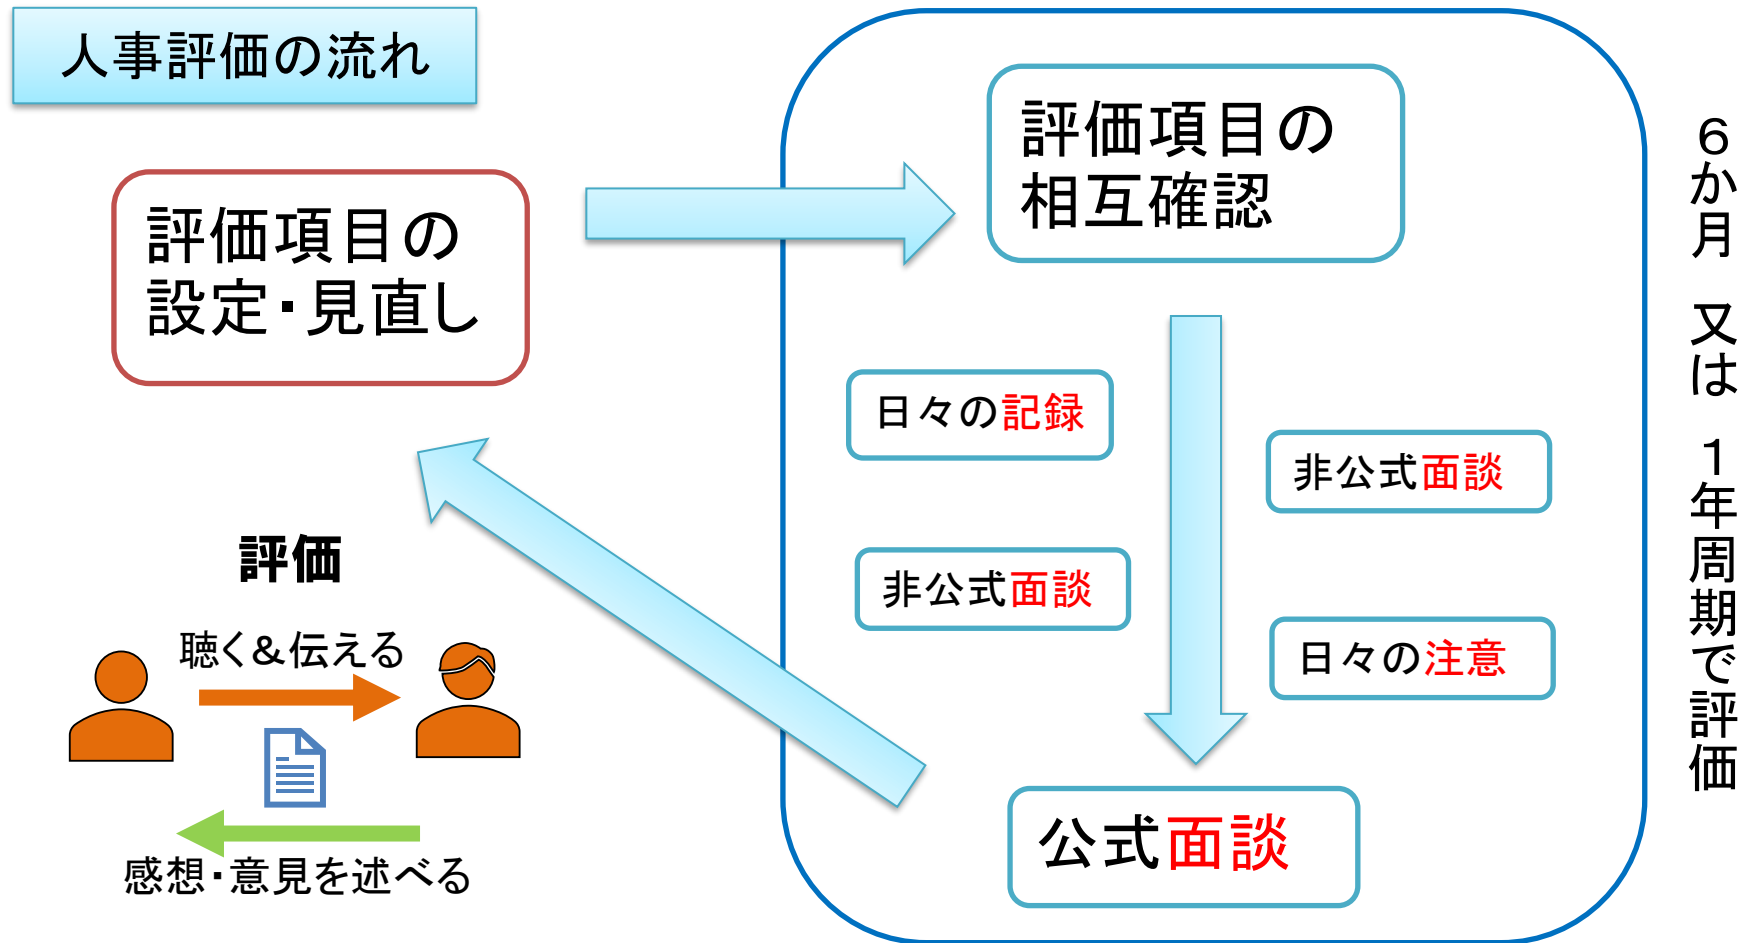 人事評価の流れ
評価項目の
設定・見直し
評価項目の
相互確認
日々の記録
非公式面談
非公式面談
日々の注意
公式面談
評価
聴く＆伝える
感想・意見を述べる
６か月 又は １年周期で評価